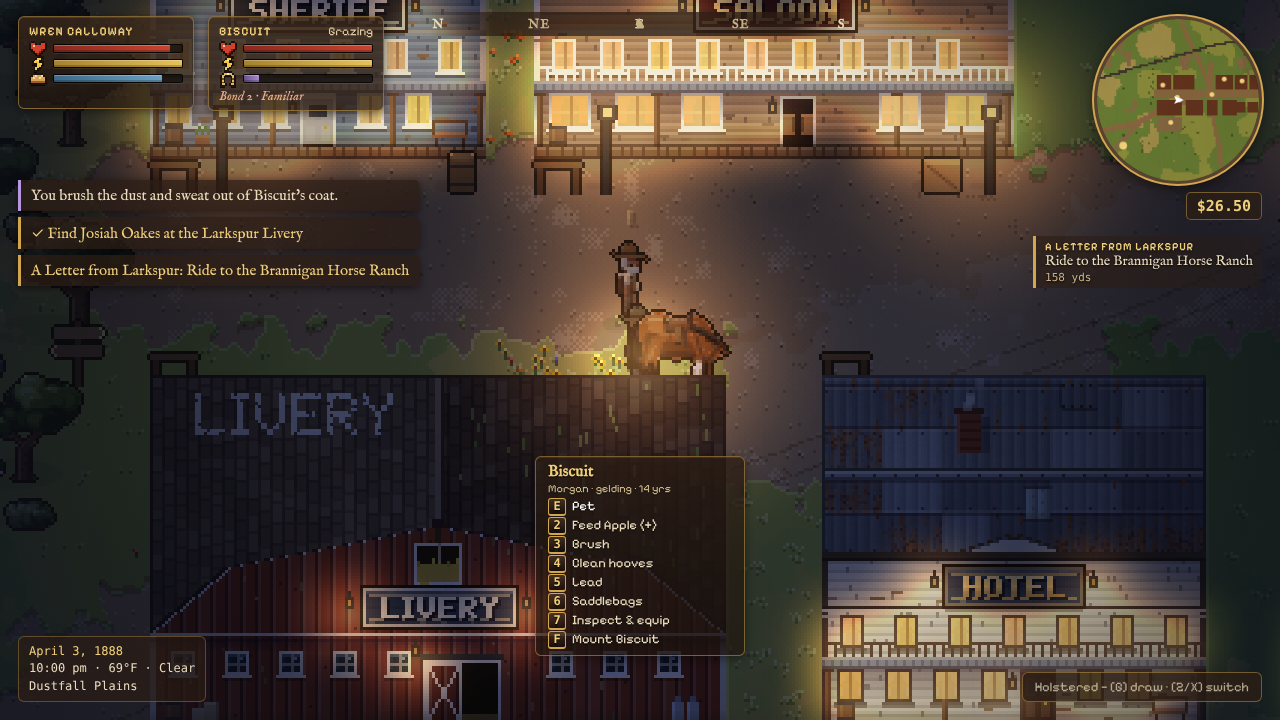 SHERIFF
SALOON
N NE E SE S
WREN CALLOWAY
BISCUIT Grazing
Bond 2 · Familiar
$26.50
You brush the dust and sweat out of Biscuit's coat.
✓ Find Josiah Oakes at the Larkspur Livery
A Letter from Larkspur: Ride to the Brannigan Horse Ranch
A LETTER FROM LARKSPUR
Ride to the Brannigan Horse Ranch
158 yds
LIVERY
Biscuit
Morgan · gelding · 14 yrs
E Pet
2 Feed Apple (+)
3 Brush
4 Clean hooves
5 Lead
6 Saddlebags
7 Inspect & equip
F Mount Biscuit
LIVERY
HOTEL
April 3, 1888
10:00 pm · 69°F · Clear
Dustfall Plains
Holstered - (G) draw · (Z/X) switch